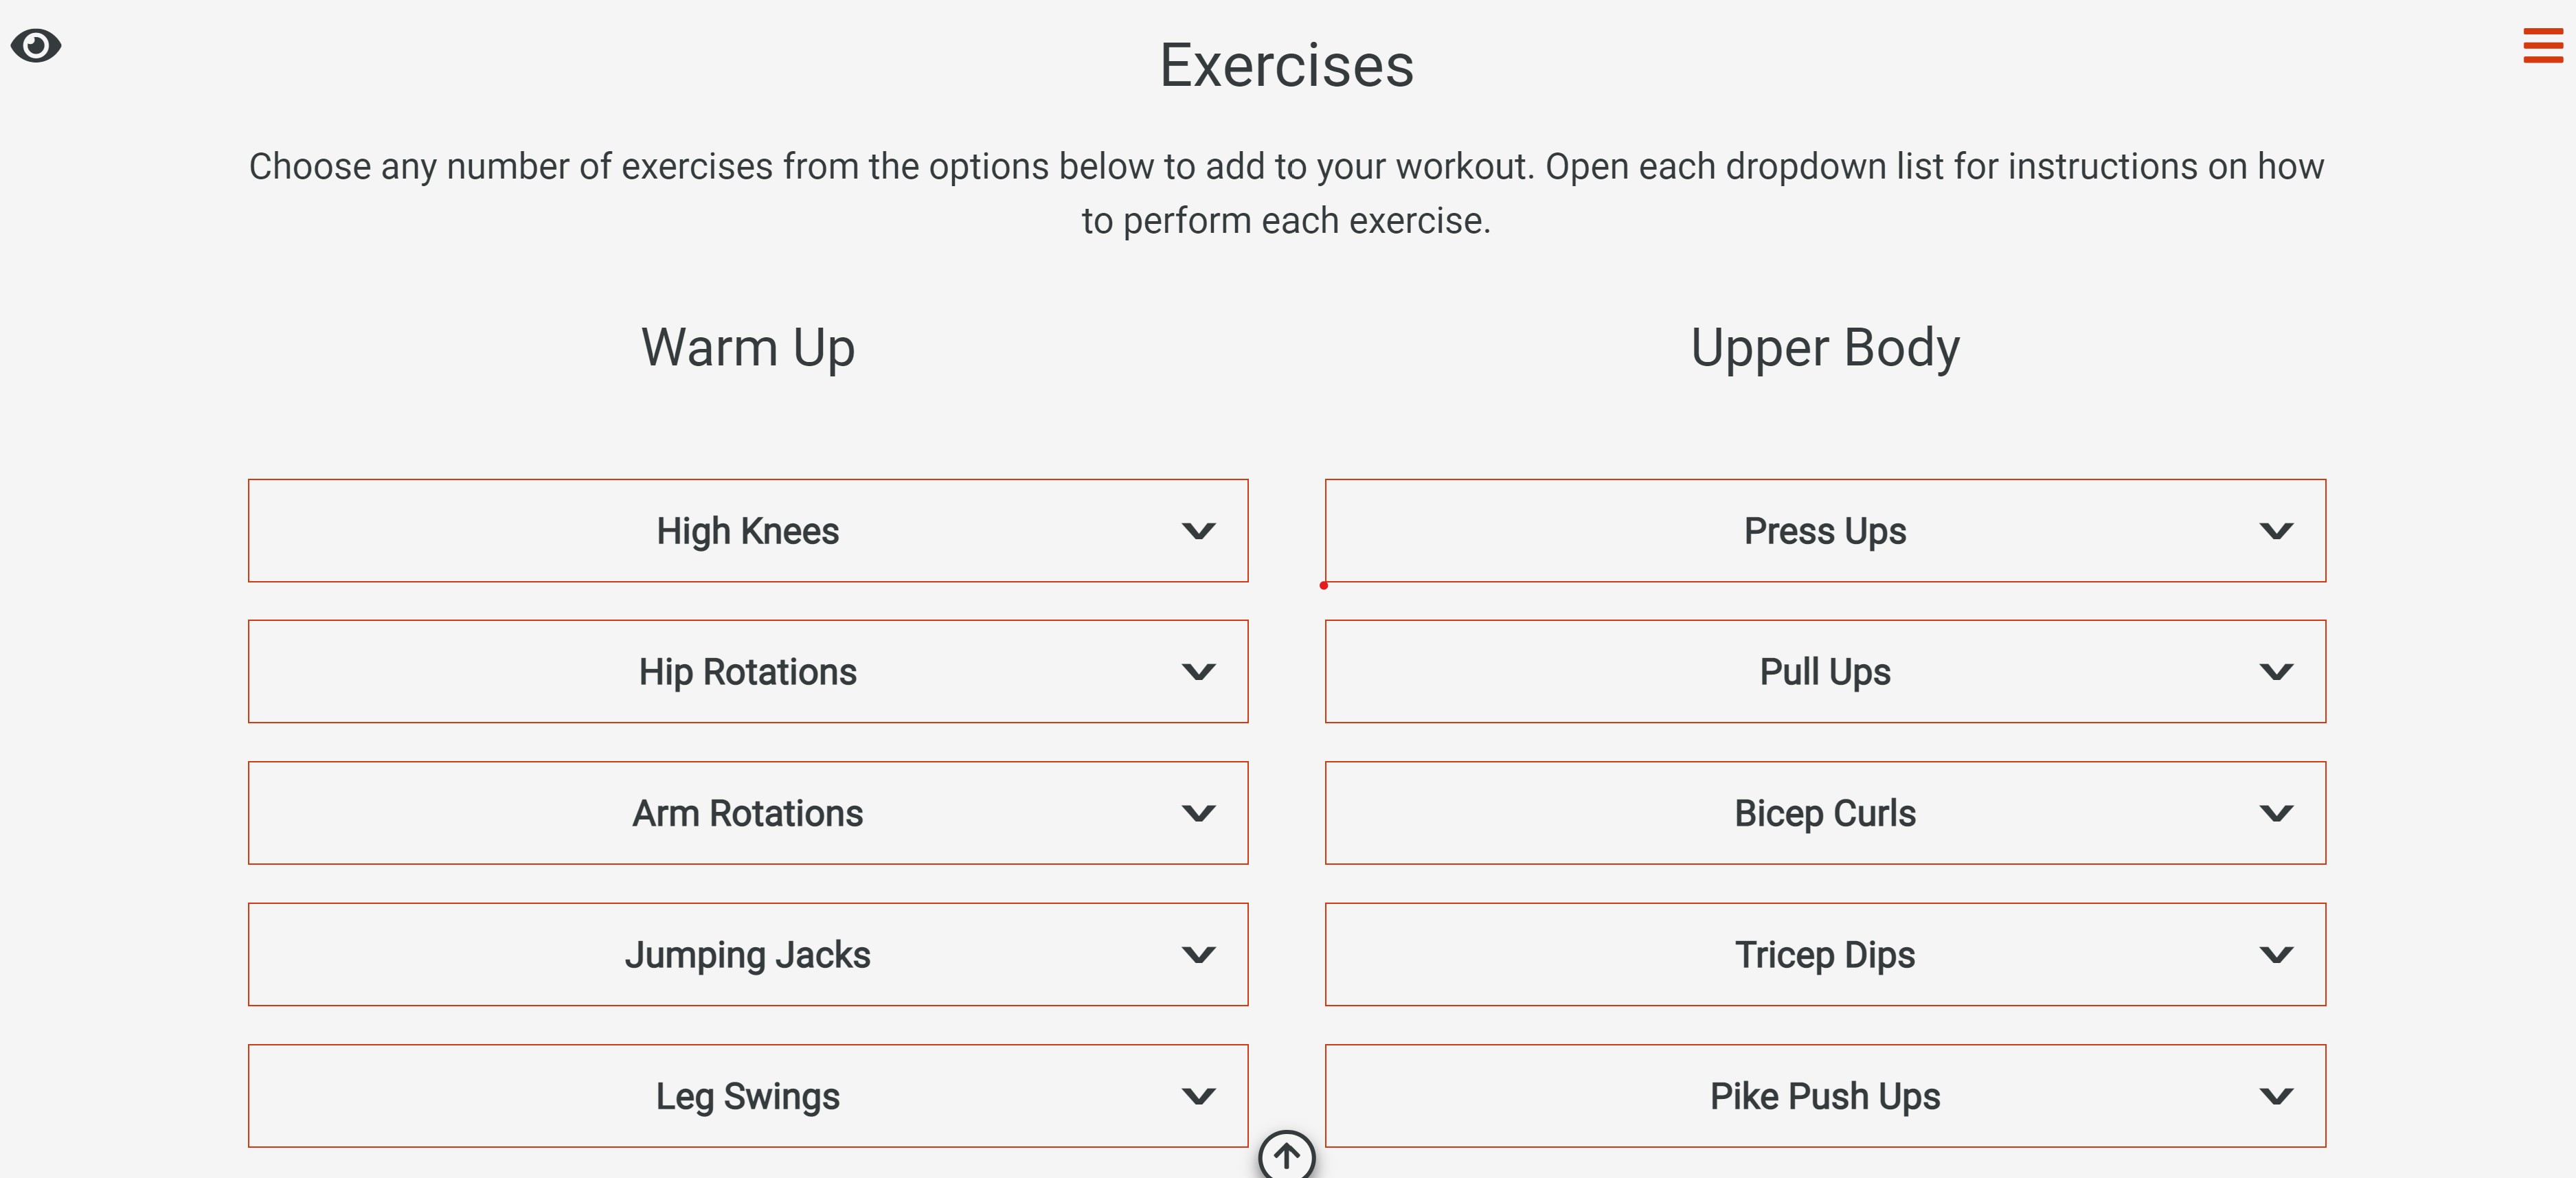 Exercises
Choose any number of exercises from the options below to add to your workout. Open each dropdown list for instructions on how
to perform each exercise.
Warm Up
High Knees
Hip Rotations
Arm Rotations
Jumping Jacks
Leg Swings
Upper Body
Press Ups
Pull Ups
Bicep Curls
Tricep Dips
Pike Push Ups